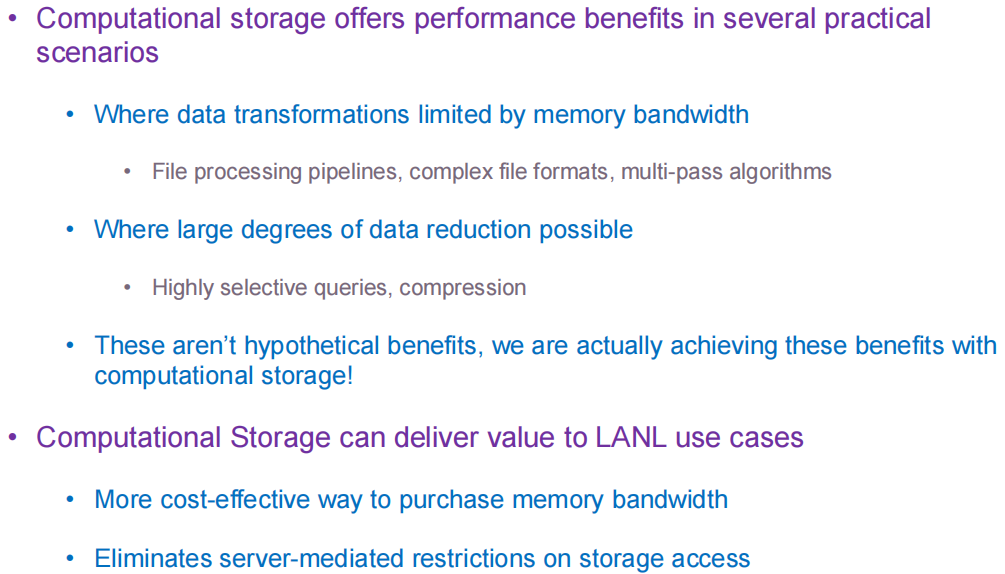 • Computational storage offers performance benefits in several practical
scenarios
• Where data transformations limited by memory bandwidth
• File processing pipelines, complex file formats, multi-pass algorithms
• Where large degrees of data reduction possible
• Highly selective queries, compression
• These aren’t hypothetical benefits, we are actually achieving these benefits with
computational storage!
• Computational Storage can deliver value to LANL use cases
• More cost-effective way to purchase memory bandwidth
• Eliminates server-mediated restrictions on storage access